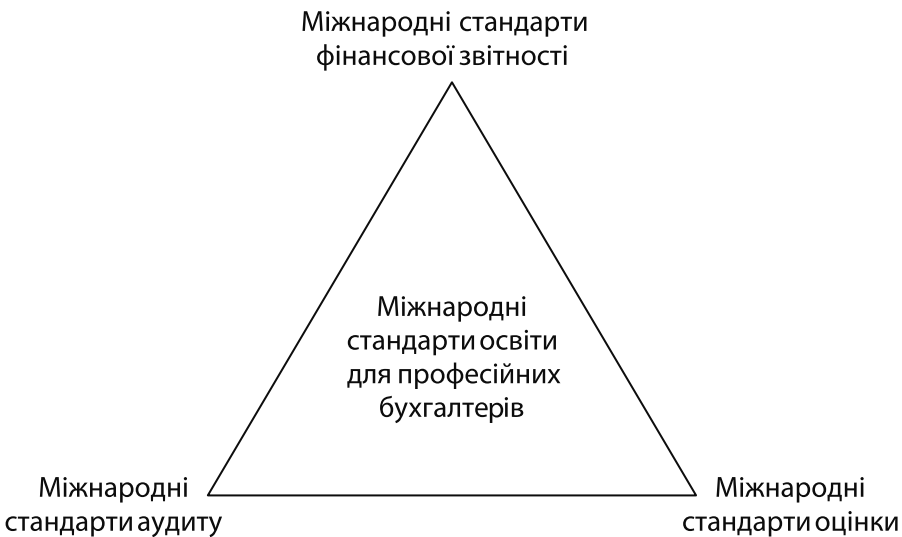 Міжнародні стандарти
фінансової звітності
Міжнародні
стандарти освіти
для професійних
бухгалтерів
Міжнародні
стандарти аудиту
Міжнародні
стандарти оцінки